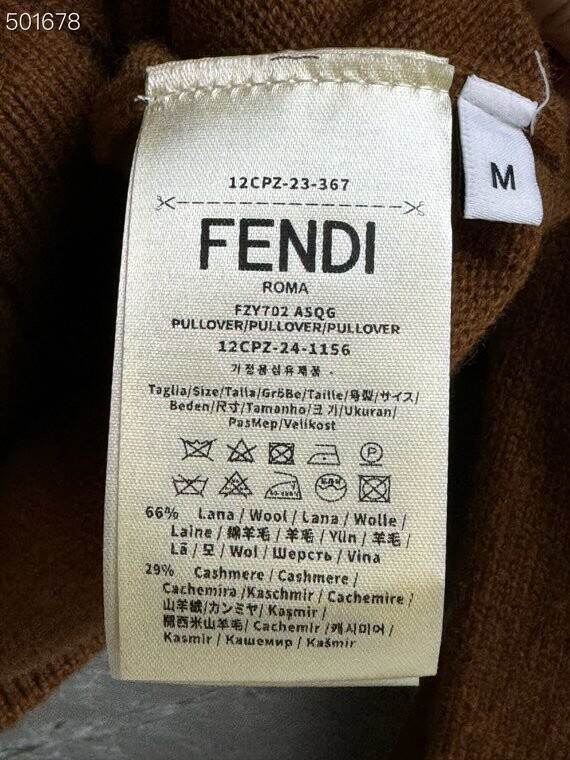 501678
M
12CPZ-23-367
FENDI
ROMA
FZY702 ASQG
PULLOVER/PULLOVER/PULLOVER
12CPZ-24-1156
가정용섬유제품 ·
Taglia/Size/Talla/Größe/Taille/号型/サイズ/
Beden/尺寸/Tamanho/크기/Ukuran/
РазМер/Velikost
P
66% Lana / Wool / Lana / Wolle /
Laine / 绵羊毛 / 羊毛 / Yün / 羊毛 /
Lã / 모 / Wol / Шерсть / Vina
29% Cashmere / Cashmere /
Cachemira /Kaschmir / Cachemire /
山羊絨/カシミヤ/ Kaşmir /
開西米山羊毛/ Cachemir /캐시미어 /
Kasmir / Кашемир / Kašmir